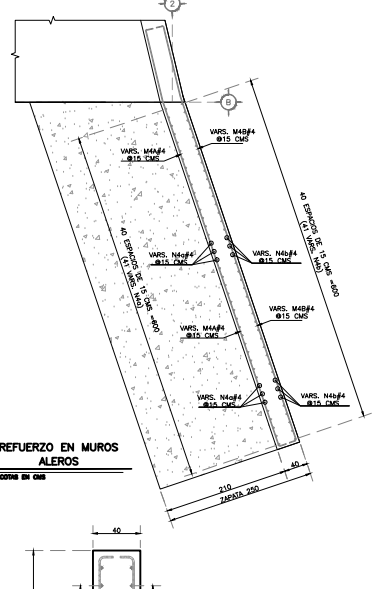 2
B
VARS. M4B#4
@15 CMS
VARS. M4A#4
@15 CMS
40 ESPACIOS DE 15 CMS =600
(41 VARS. N4b)
40 ESPACIOS DE 15 CMS =600
(41 VARS. N4a)
VARS. N4a#4
@15 CMS
VARS. N4b#4
@15 CMS
VARS. M4B#4
@15 CMS
VARS. M4A#4
@15 CMS
VARS. N4a#4
@15 CMS
VARS. N4b#4
@15 CMS
REFUERZO EN MUROS
ALEROS
COTAS EN CMS
210
40
ZAPATA 250
40